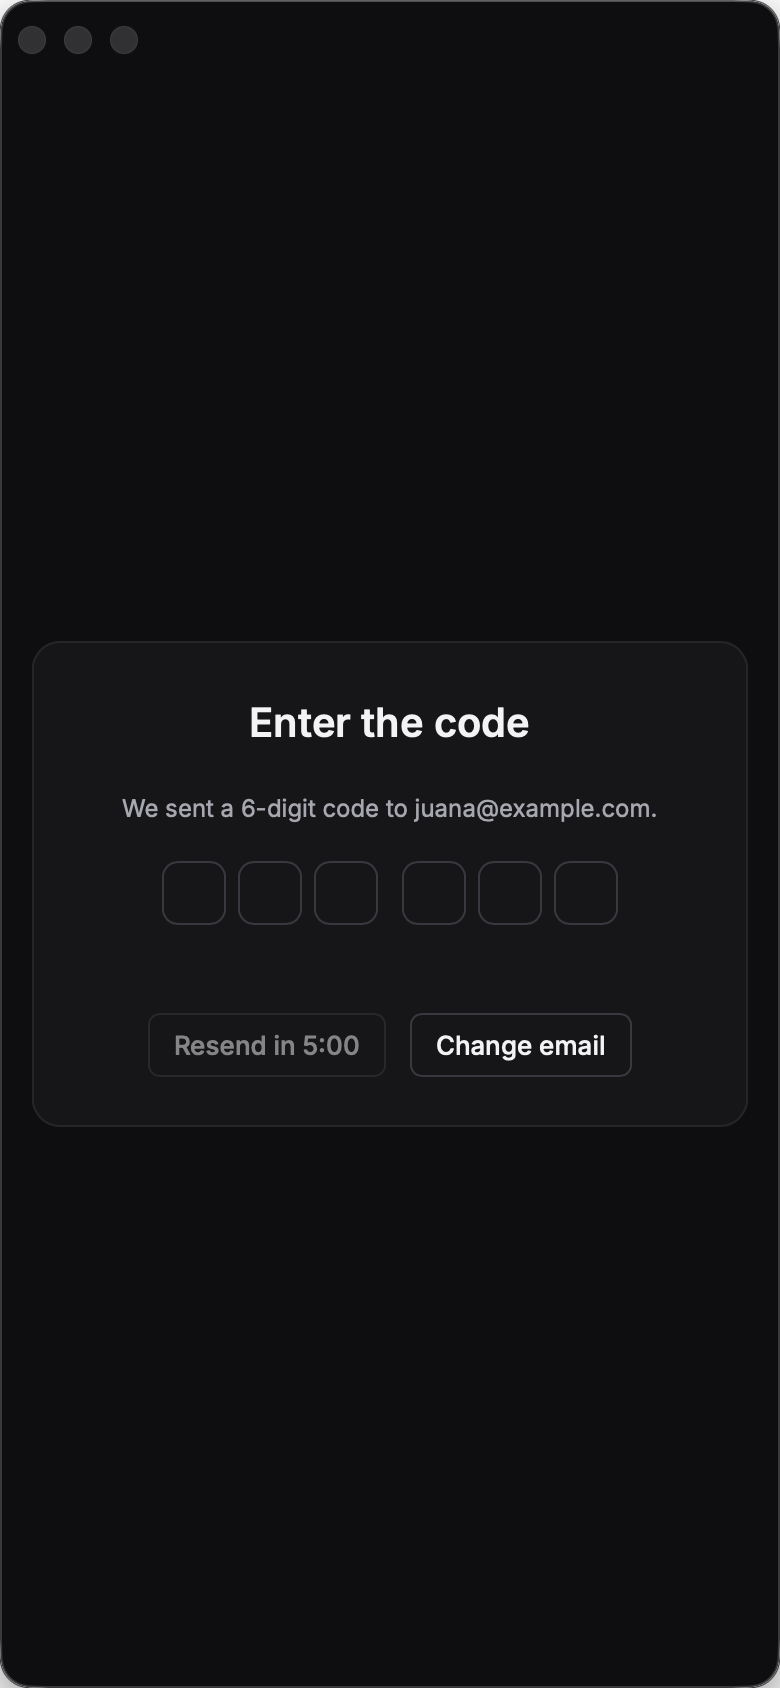 Enter the code
We sent a 6-digit code to juana@example.com.
Resend in 5:00
Change email